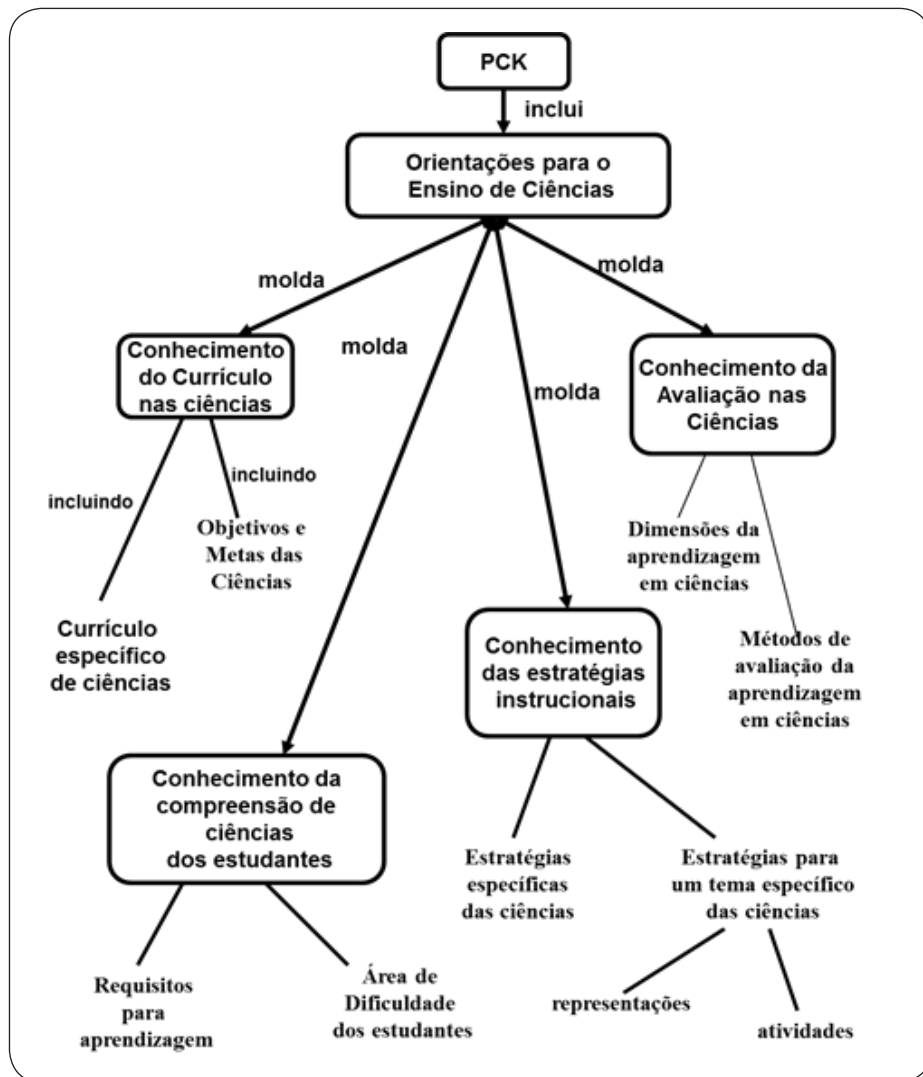 PCK
inclui
Orientações para o
Ensino de Ciências
molda
molda
molda
molda
Conhecimento
do Currículo
nas ciências
Conhecimento da
Avaliação nas
Ciências
incluindo
incluindo
Objetivos e
Metas das
Ciências
Currículo
específico
de ciências
Dimensões da
aprendizagem
em ciências
Métodos de
avaliação da
aprendizagem
em ciências
Conhecimento
das estratégias
instrucionais
Conhecimento da
compreensão de
ciências
dos estudantes
Estratégias
específicas
das ciências
Estratégias para
um tema específico
das ciências
Requisitos
para
aprendizagem
Área de
Dificuldade
dos estudantes
representações
atividades